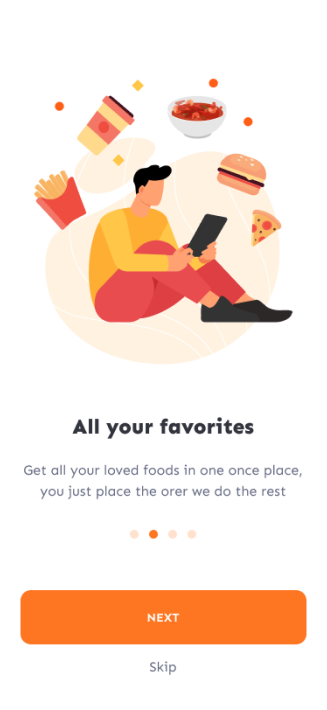 All your favorites
Get all your loved foods in one once place,
you just place the orer we do the rest
NEXT
Skip